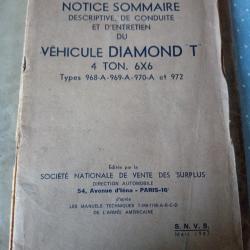 NOTICE SOMMAIRE
DESCRIPTIVE, DE CONDUITE
ET D'ENTRETIEN
DU
VÉHICULE DIAMOND "T"
4 TON. 6X6
Types 968-A-969-A-970-A et 972
Éditée par la
SOCIÉTÉ NATIONALE DE VENTE DES SURPLUS
DIRECTION AUTOMOBILE
54, Avenue d'Iéna - PARIS-16e
d'après
LES MANUELS TECHNIQUES
DE L'ARMÉE AMÉRICAINE
S. N. V. S.